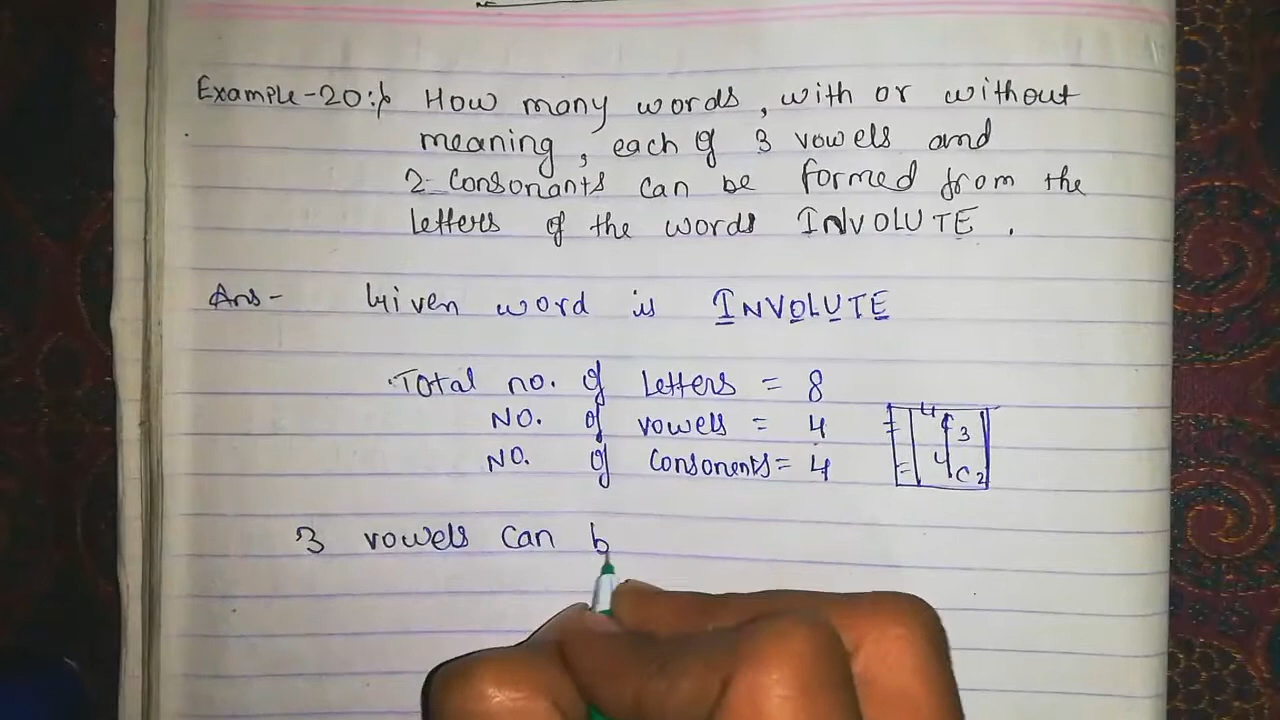 Example-20:- How many words, with or without
meaning, each of 3 vowels and
2 Consonants can be formed from the
letters of the words INVOLUTE.
Ans - Given word is INVOLUTE
Total no. of Letters = 8
NO. of vowels = 4
NO. of Consonents = 4
3 vowels can b